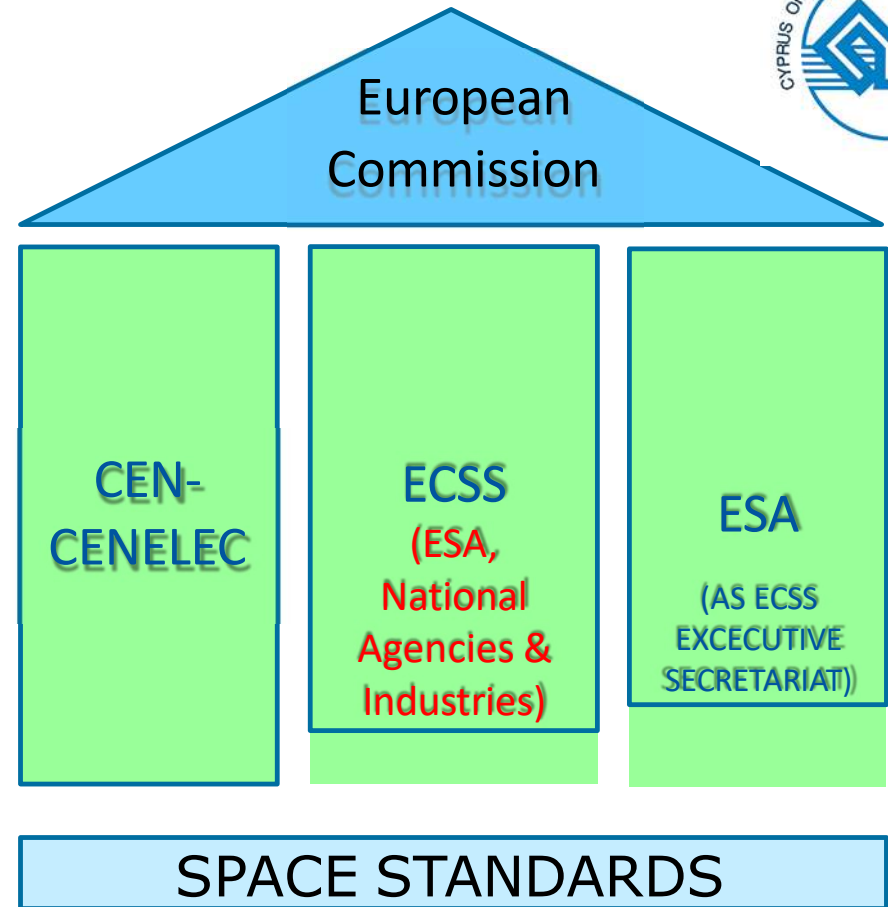 CYPRUS
European
Commission
CEN-
CENELEC
ECSS
(ESA,
National
Agencies &
Industries)
ESA
(AS ECSS
EXCECUTIVE
SECRETARIAT)
SPACE STANDARDS